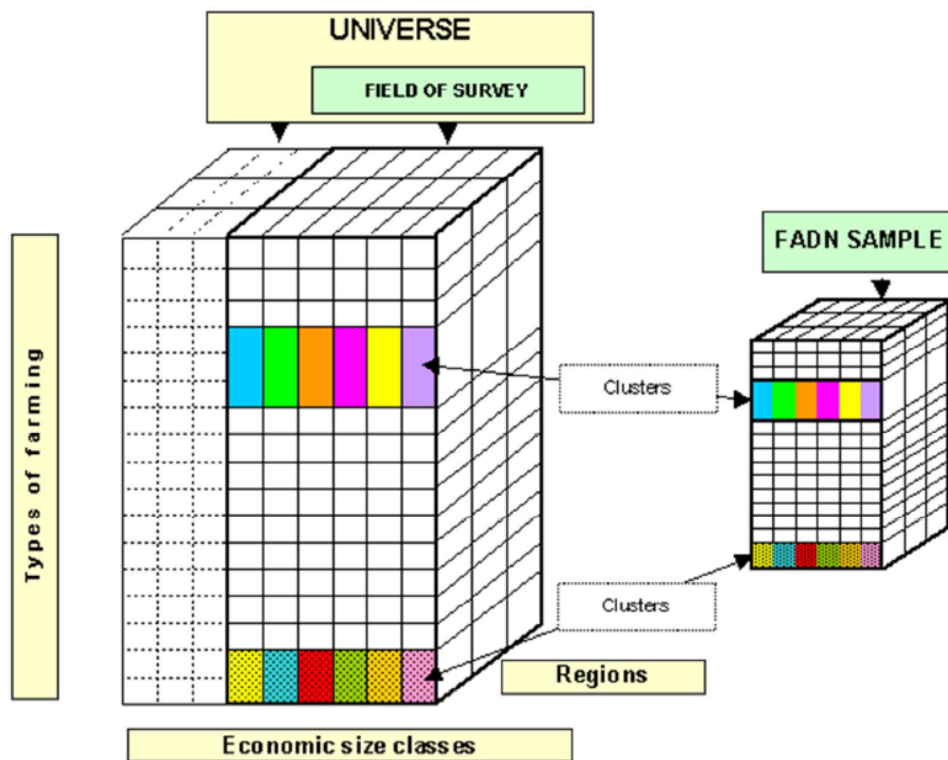 UNIVERSE
FIELD OF SURVEY
FADN SAMPLE
Types of farming
Clusters
Clusters
Regions
Economic size classes